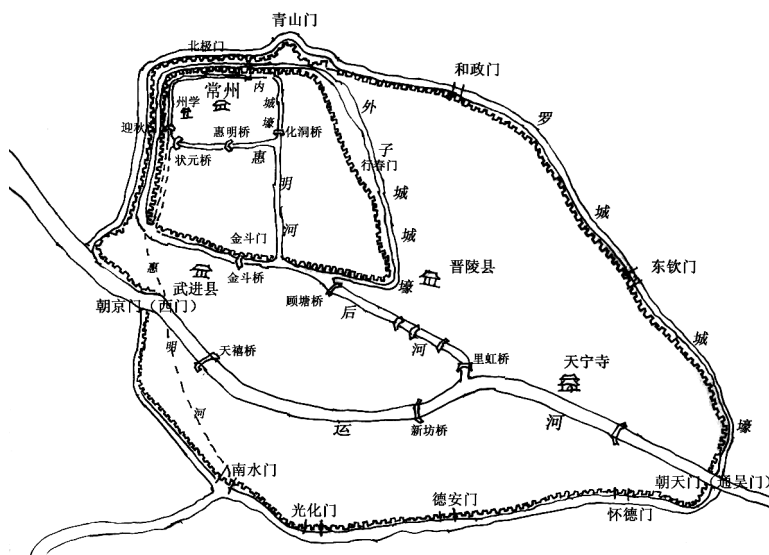 青山门
北极门
和政门
常州
内
城
壕
外
子
城
城
壕
罗
城
城
壕
州学
迎秋
惠明桥
化洞桥
状元桥
惠
明
河
行春门
金斗门
金斗桥
晋陵县
东钦门
武进县
惠
明
河
顾塘桥
后
河
朝京门（西门）
天禧桥
里虹桥
天宁寺
运
河
新坊桥
南水门
朝天门（通吴门）
光化门
德安门
怀德门